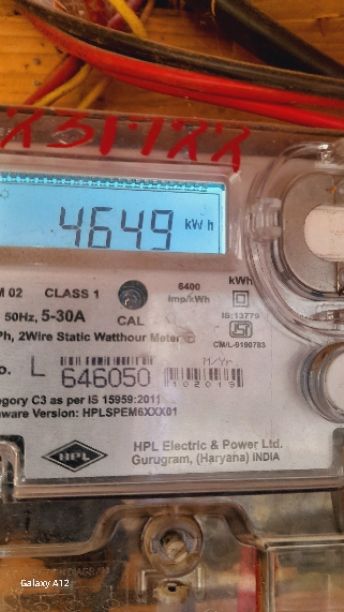 4649 kWh
M 02 CLASS 1
6400 imp/kWh
kWh
50Hz, 5-30A
CAL
IS:13779
CM/L-9190783
Ph, 2Wire Static Watthour Meter
o. L 646050
M/Yr
102019
egory C3 as per IS 15959:2011
ware Version: HPLSPEM6XXX01
HPL
HPL Electric & Power Ltd.
Gurugram, (Haryana) INDIA
Galaxy A12